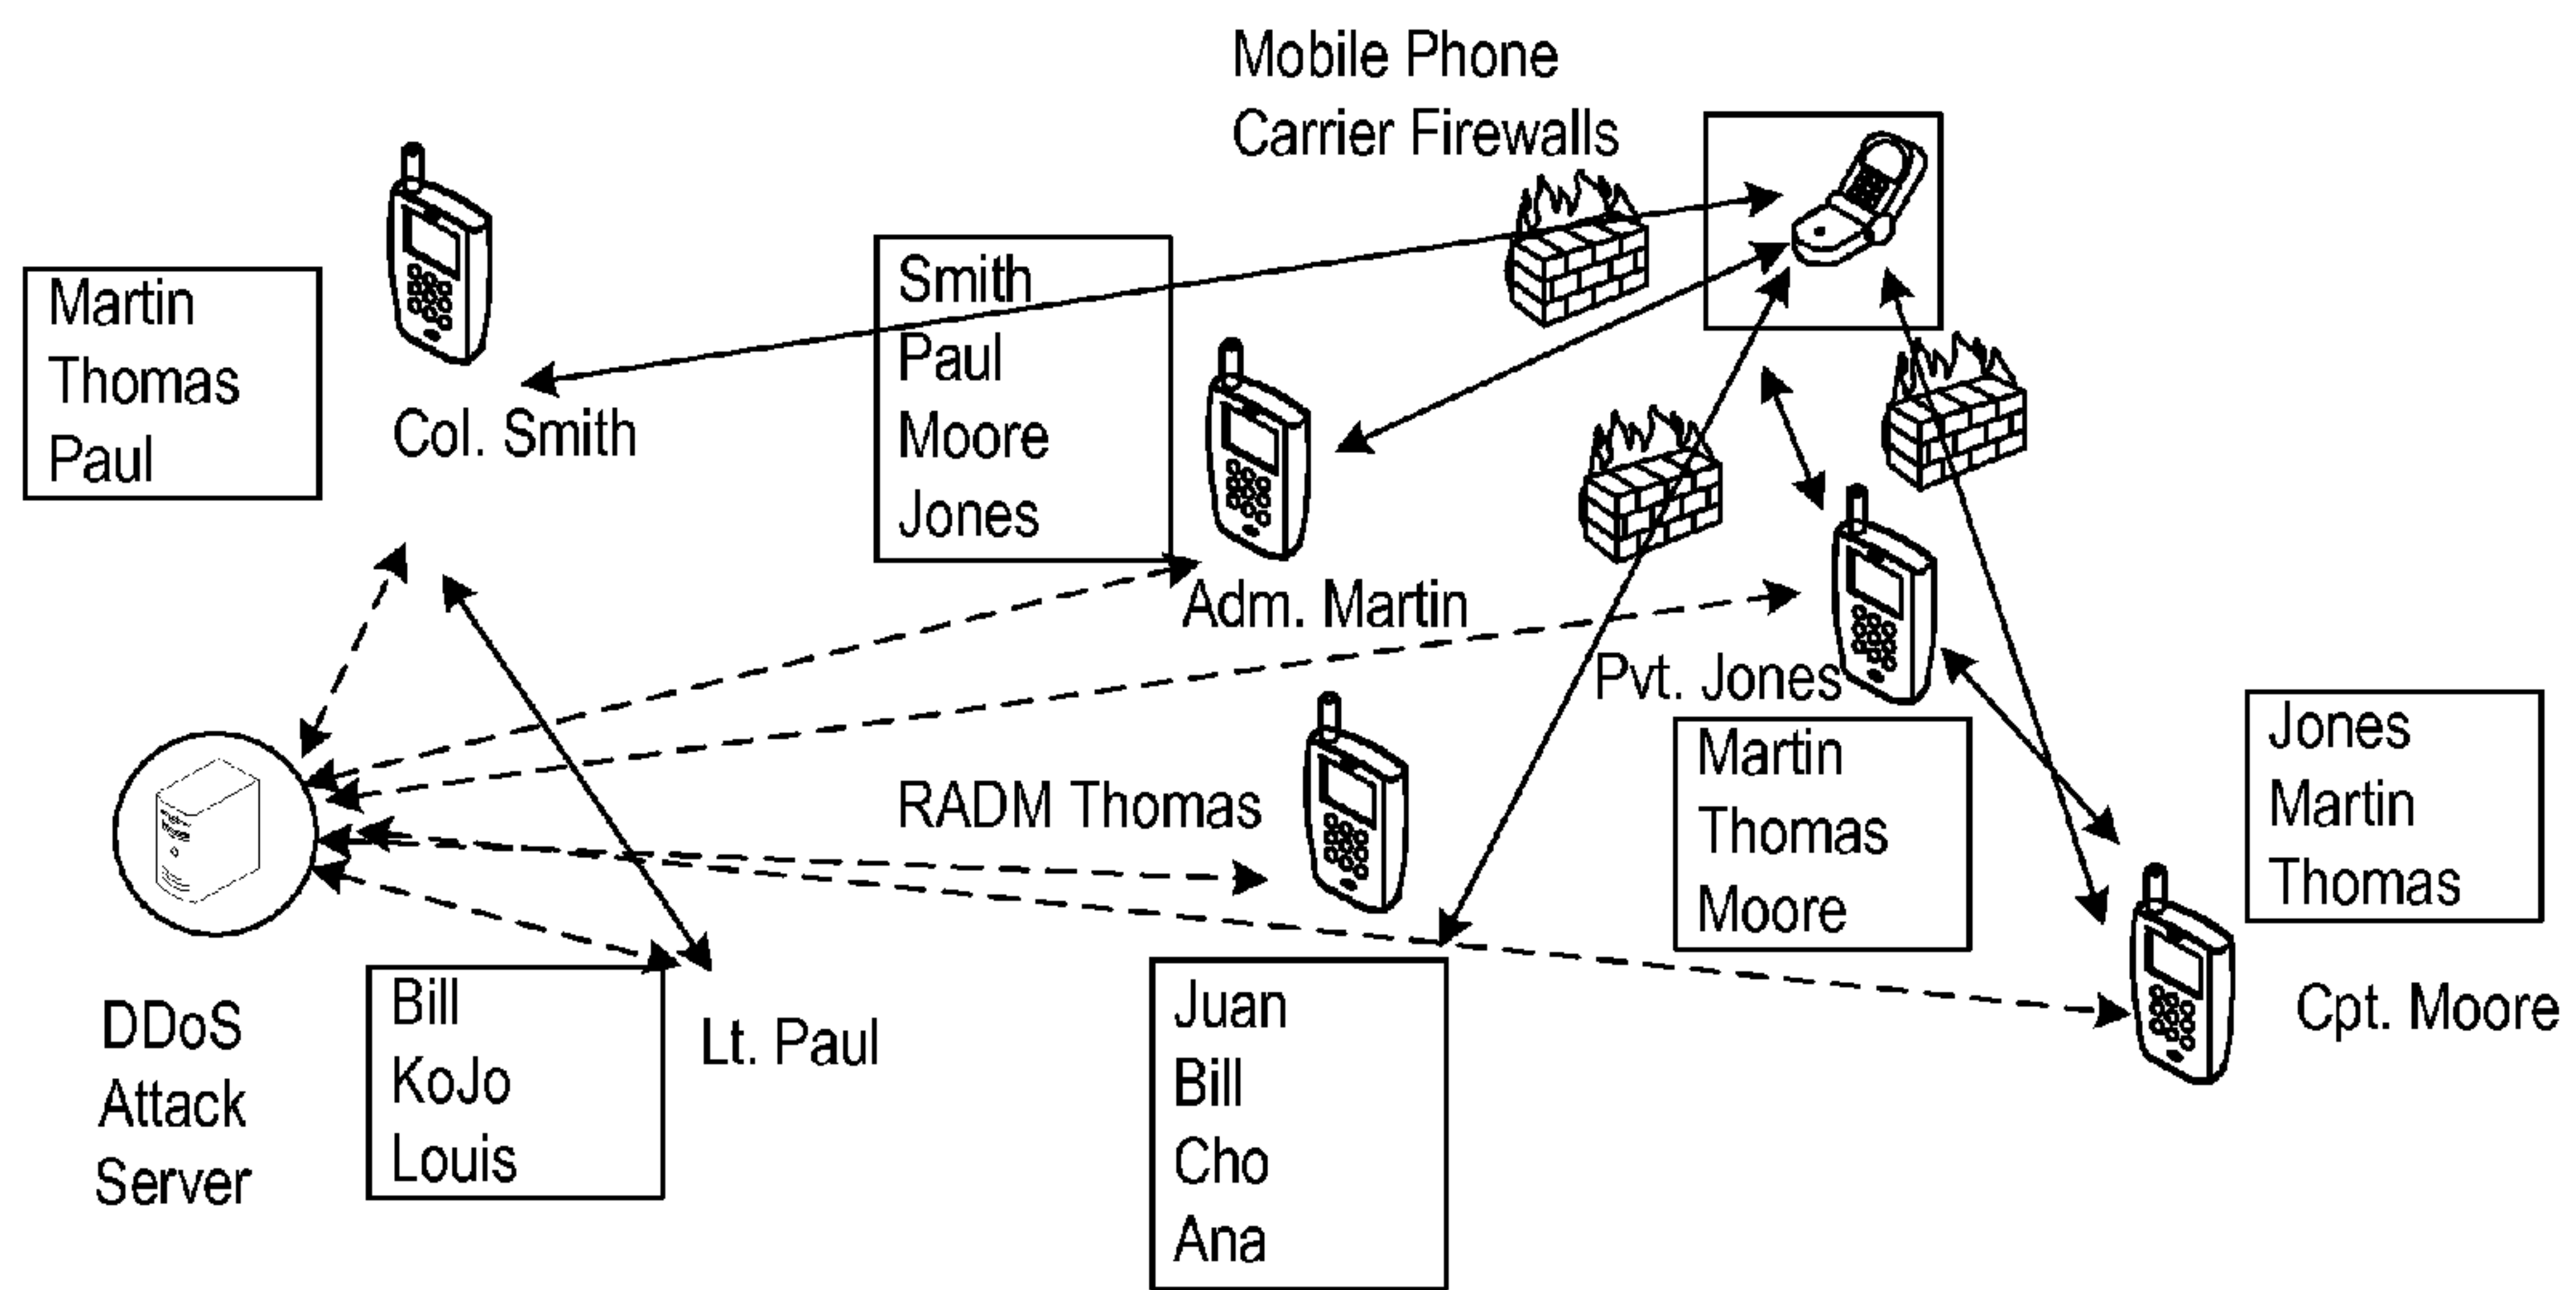 Mobile Phone
Carrier Firewalls
Martin
Thomas
Paul
Col. Smith
Smith
Paul
Moore
Jones
Adm. Martin
Pvt. Jones
Martin
Thomas
Moore
Jones
Martin
Thomas
RADM Thomas
Cpt. Moore
DDoS
Attack
Server
Bill
KoJo
Louis
Lt. Paul
Juan
Bill
Cho
Ana